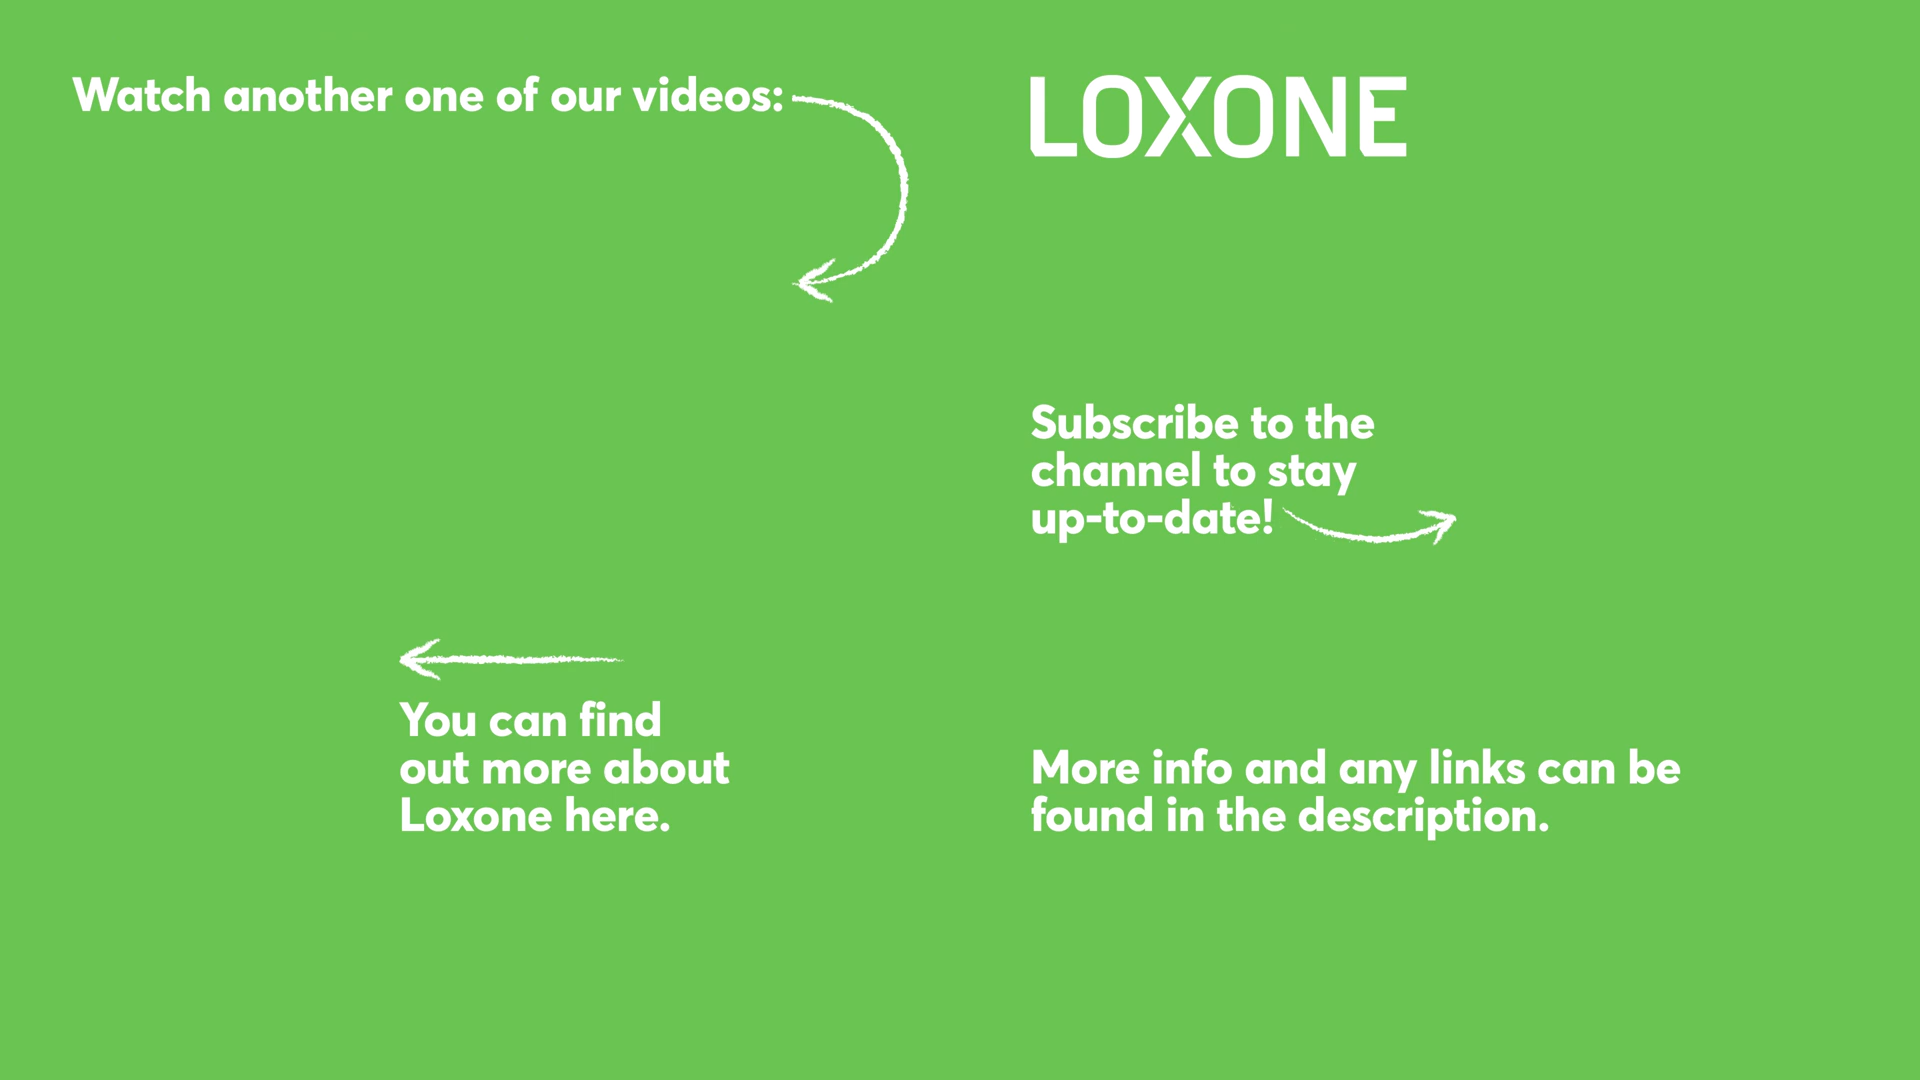 Watch another one of our videos:
LOXONE
Subscribe to the
channel to stay
up-to-date!
You can find
out more about
Loxone here.
More info and any links can be
found in the description.